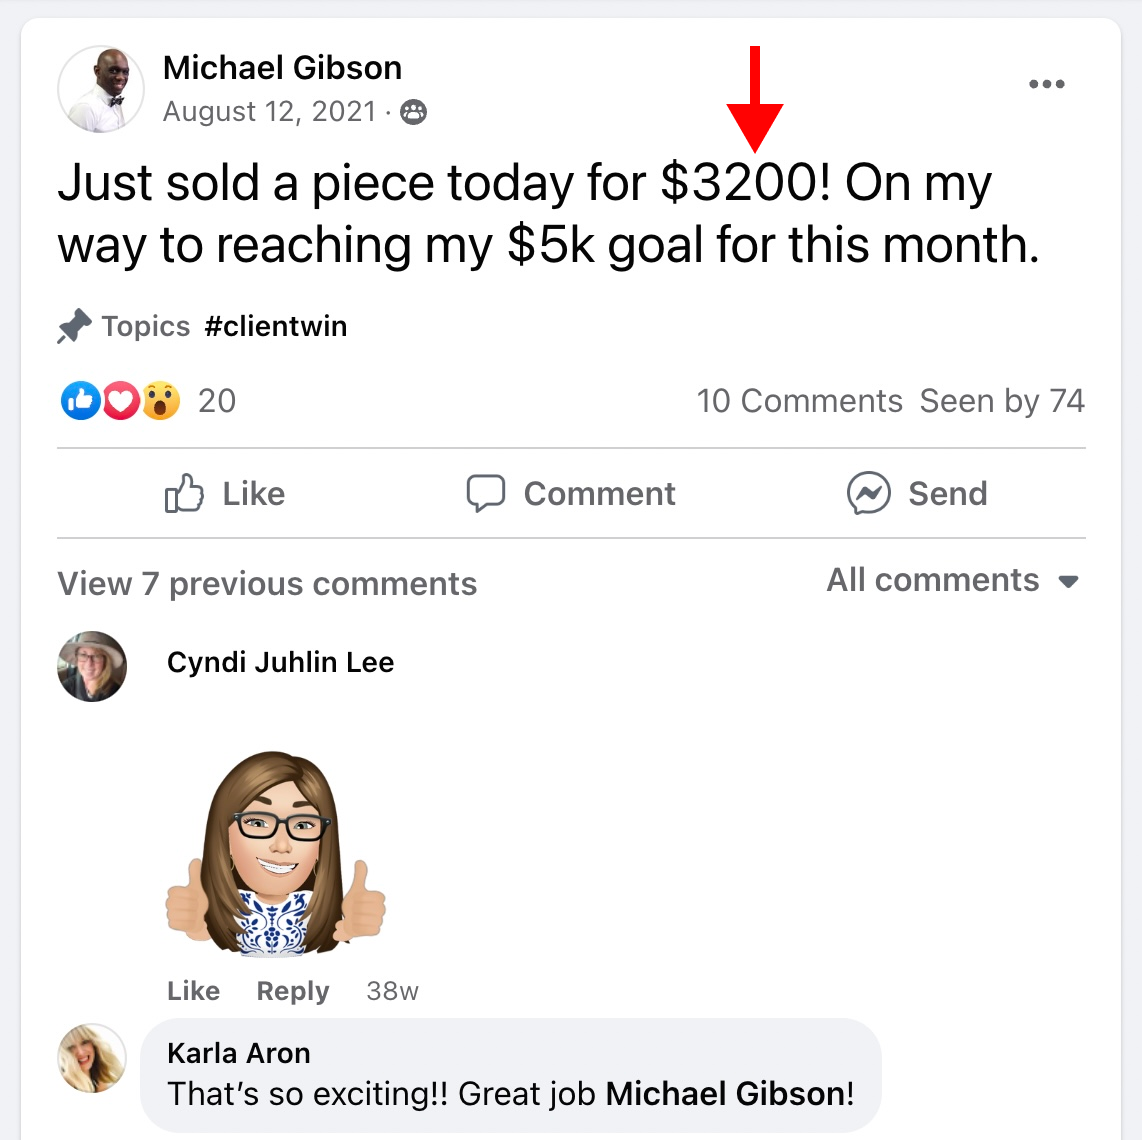 Michael Gibson
August 12, 2021 ·
Just sold a piece today for $3200! On my
way to reaching my $5k goal for this month.
Topics #clientwin
20 10 Comments Seen by 74
Like Comment Send
View 7 previous comments All comments
Cyndi Juhlin Lee
Like Reply 38w
Karla Aron
That’s so exciting!! Great job Michael Gibson!